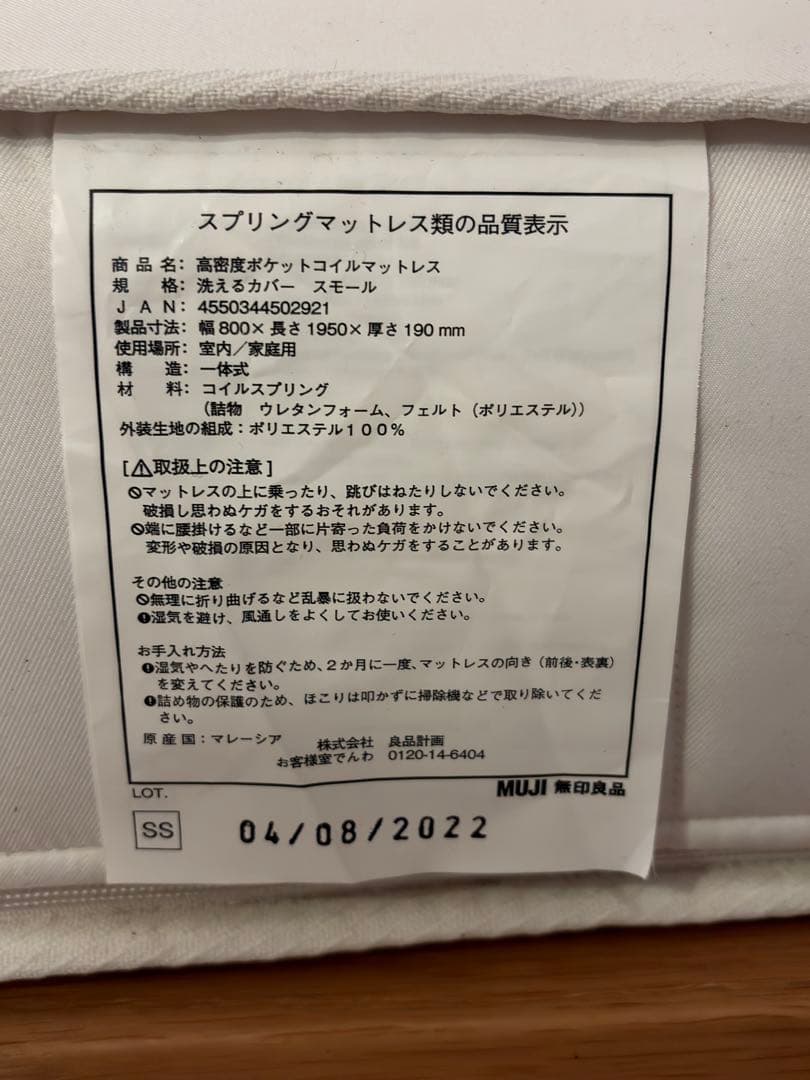 スプリングマットレス類の品質表示
商 品 名: 高密度ポケットコイルマットレス
規 格: 洗えるカバー スモール
J A N: 4550344502921
製品寸法: 幅800×長さ1950×厚さ190 mm
使用場所: 室内/家庭用
構 造: 一体式
材 料: コイルスプリング
(詰物 ウレタンフォーム、フェルト(ポリエステル))
外装生地の組成:ポリエステル100%
[⚠取扱上の注意]
🚫マットレスの上に乗ったり、跳びはねたりしないでください。
破損し思わぬケガをするおそれがあります。
🚫端に腰掛けるなど一部に片寄った負荷をかけないでください。
変形や破損の原因となり、思わぬケガをすることがあります。
その他の注意
🚫無理に折り曲げるなど乱暴に扱わないでください。
❶湿気を避け、風通しをよくしてお使いください。
お手入れ方法
❶湿気やへたりを防ぐため、2か月に一度、マットレスの向き(前後・表裏)
を変えてください。
❶詰め物の保護のため、ほこりは叩かずに掃除機などで取り除いてくだ
さい。
原 産 国:マレーシア 株式会社 良品計画
お客様室でんわ 0120-14-6404
LOT. MUJI 無印良品
SS 04/08/2022